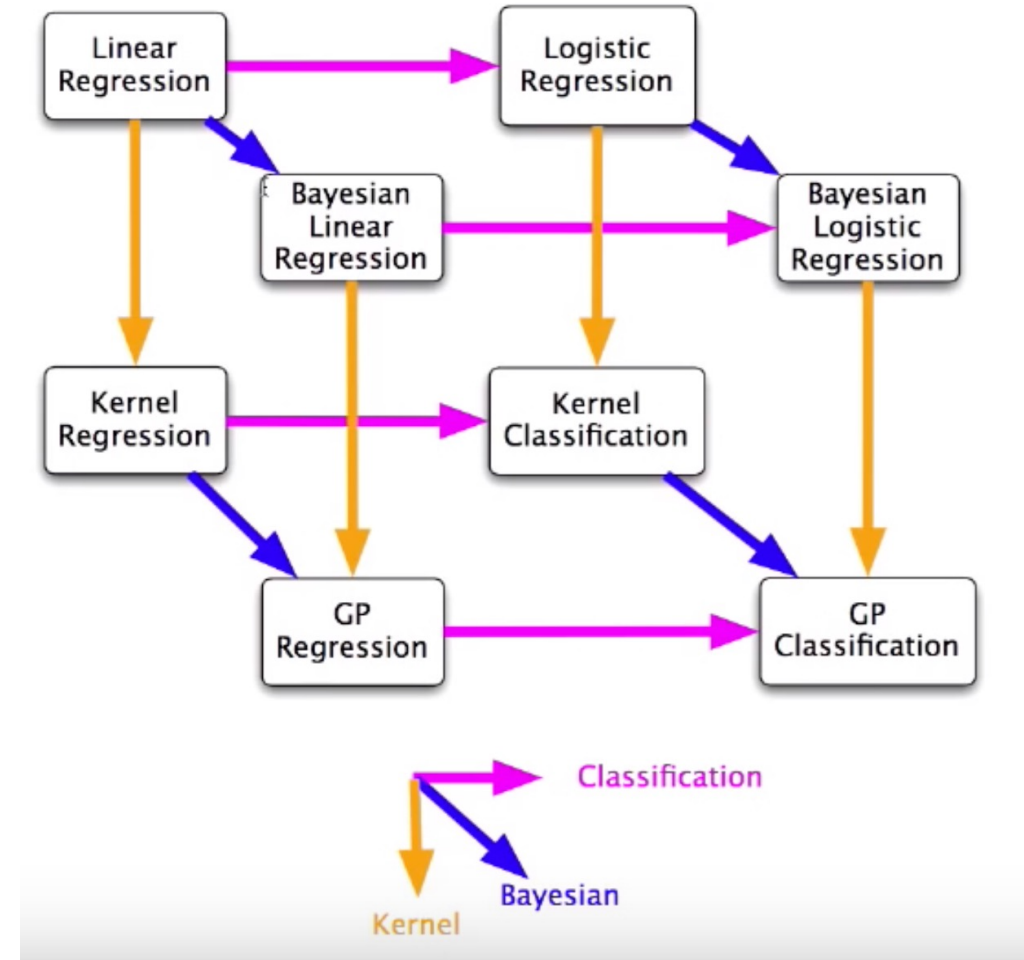 Linear
Regression
Logistic
Regression
Bayesian
Linear
Regression
Bayesian
Logistic
Regression
Kernel
Regression
Kernel
Classification
GP
Regression
GP
Classification
Classification
Bayesian
Kernel